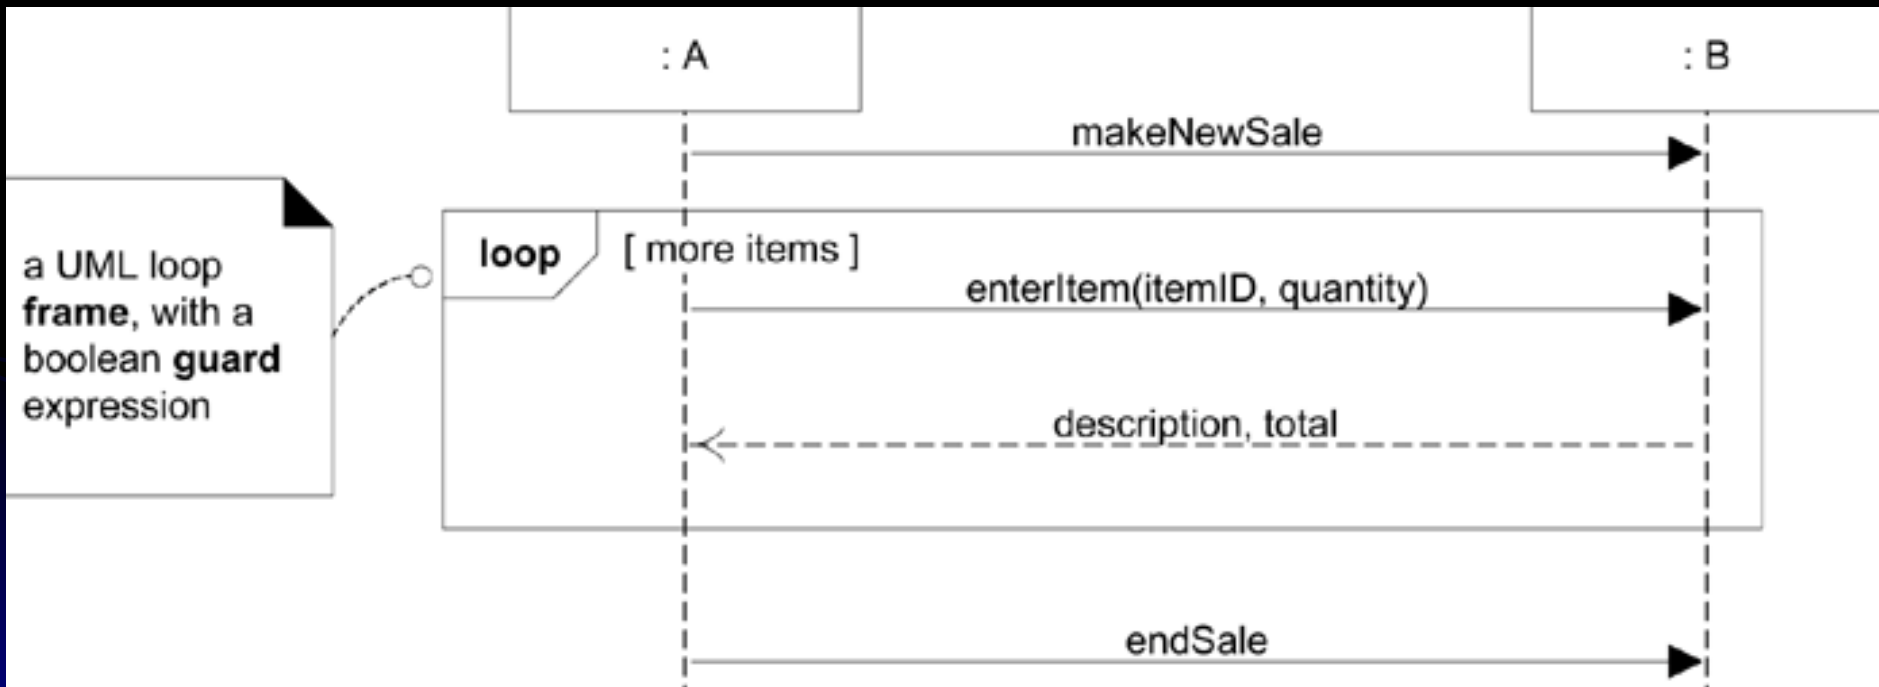 : A
: B
makeNewSale
a UML loop
frame, with a
boolean guard
expression
loop
[ more items ]
enterItem(itemID, quantity)
description, total
endSale